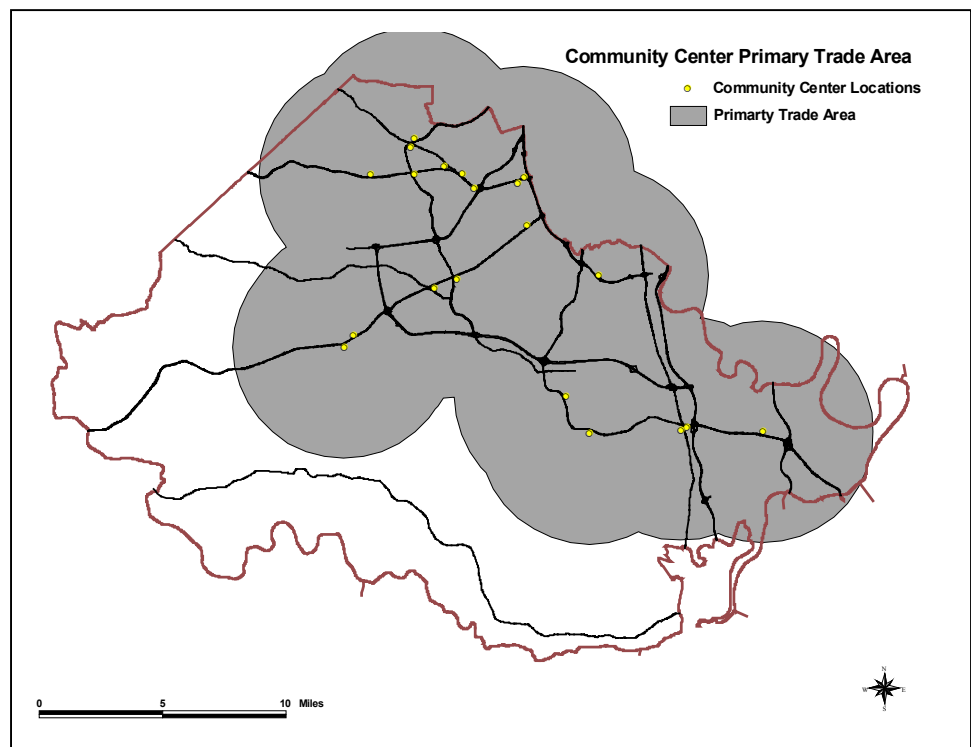 Community Center Primary Trade Area
Community Center Locations
Primarty Trade Area
0 5 10 Miles
N
W E
S